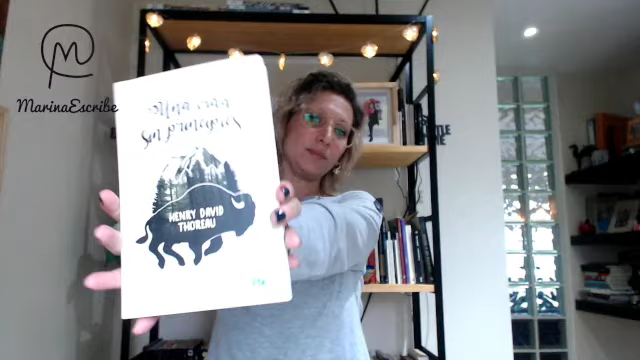 MarinaEscribe
Una vida
Sin principios
HENRY DAVID
THOREAU